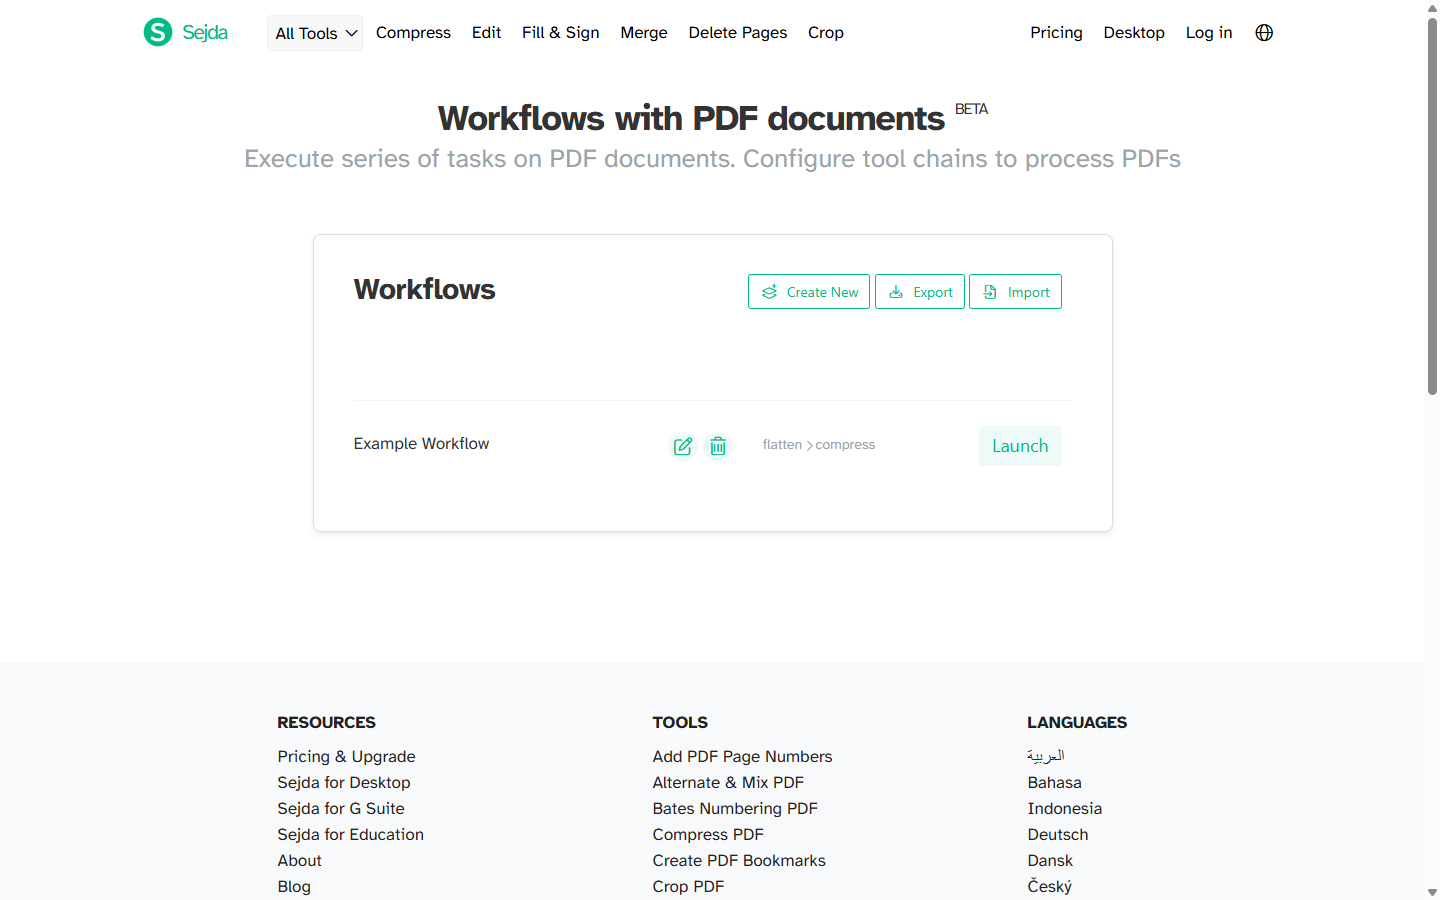 S Sejda All Tools Compress Edit Fill & Sign Merge Delete Pages Crop Pricing Desktop Log in
Workflows with PDF documents BETA
Execute series of tasks on PDF documents. Configure tool chains to process PDFs
Workflows Create New Export Import
Example Workflow flatten > compress Launch
RESOURCES
Pricing & Upgrade
Sejda for Desktop
Sejda for G Suite
Sejda for Education
About
Blog
TOOLS
Add PDF Page Numbers
Alternate & Mix PDF
Bates Numbering PDF
Compress PDF
Create PDF Bookmarks
Crop PDF
LANGUAGES
العربية
Bahasa
Indonesia
Deutsch
Dansk
Český